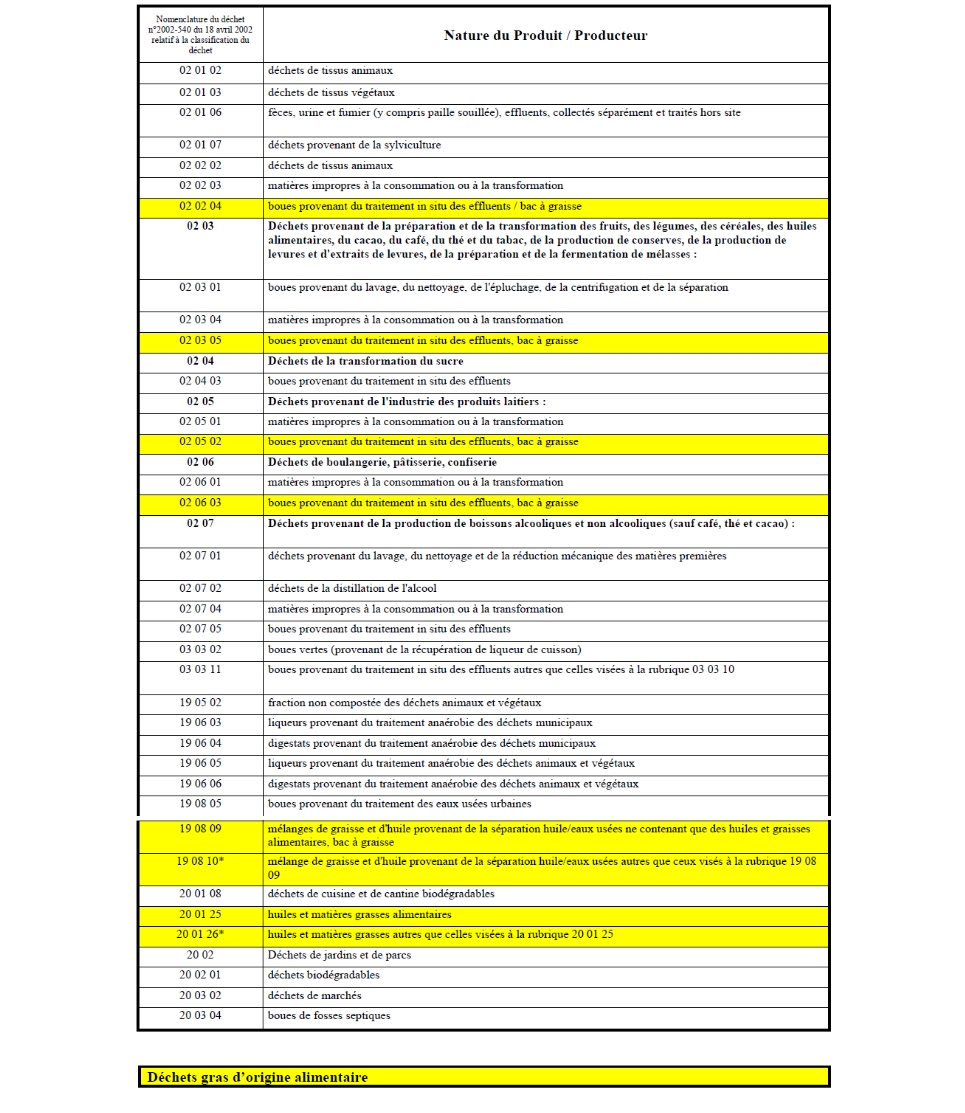 Nomenclature du déchet
n°2002-540 du 18 avril 2002
relatif à la classification du
déchet
Nature du Produit / Producteur
02 01 02 déchets de tissus animaux
02 01 03 déchets de tissus végétaux
02 01 06 fèces, urine et fumier (y compris paille souillée), effluents, collectés séparément et traités hors site
02 01 07 déchets provenant de la sylviculture
02 02 02 déchets de tissus animaux
02 02 03 matières impropres à la consommation ou à la transformation
02 02 04 boues provenant du traitement in situ des effluents / bac à graisse
02 03 Déchets provenant de la préparation et de la transformation des fruits, des légumes, des céréales, des huiles
alimentaires, du cacao, du café, du thé et du tabac, de la production de conserves, de la production de
levures et d'extraits de levures, de la préparation et de la fermentation de mélasses :
02 03 01 boues provenant du lavage, du nettoyage, de l'épluchage, de la centrifugation et de la séparation
02 03 04 matières impropres à la consommation ou à la transformation
02 03 05 boues provenant du traitement in situ des effluents, bac à graisse
02 04 Déchets de la transformation du sucre
02 04 03 boues provenant du traitement in situ des effluents
02 05 Déchets provenant de l'industrie des produits laitiers :
02 05 01 matières impropres à la consommation ou à la transformation
02 05 02 boues provenant du traitement in situ des effluents, bac à graisse
02 06 Déchets de boulangerie, pâtisserie, confiserie
02 06 01 matières impropres à la consommation ou à la transformation
02 06 03 boues provenant du traitement in situ des effluents, bac à graisse
02 07 Déchets provenant de la production de boissons alcooliques et non alcooliques (sauf café, thé et cacao) :
02 07 01 déchets provenant du lavage, du nettoyage et de la réduction mécanique des matières premières
02 07 02 déchets de la distillation de l'alcool
02 07 04 matières impropres à la consommation ou à la transformation
02 07 05 boues provenant du traitement in situ des effluents
03 03 02 boues vertes (provenant de la récupération de liqueur de cuisson)
03 03 11 boues provenant du traitement in situ des effluents autres que celles visées à la rubrique 03 03 10
19 05 02 fraction non compostée des déchets animaux et végétaux
19 06 03 liqueurs provenant du traitement anaérobie des déchets municipaux
19 06 04 digestats provenant du traitement anaérobie des déchets municipaux
19 06 05 liqueurs provenant du traitement anaérobie des déchets animaux et végétaux
19 06 06 digestats provenant du traitement anaérobie des déchets animaux et végétaux
19 08 05 boues provenant du traitement des eaux usées urbaines
19 08 09 mélanges de graisse et d'huile provenant de la séparation huile/eaux usées ne contenant que des huiles et graisses
alimentaires, bac à graisse
19 08 10* mélange de graisse et d'huile provenant de la séparation huile/eaux usées autres que ceux visés à la rubrique 19 08
09
20 01 08 déchets de cuisine et de cantine biodégradables
20 01 25 huiles et matières grasses alimentaires
20 01 26* huiles et matières grasses autres que celles visées à la rubrique 20 01 25
20 02 Déchets de jardins et de parcs
20 02 01 déchets biodégradables
20 03 02 déchets de marchés
20 03 04 boues de fosses septiques
Déchets gras d’origine alimentaire